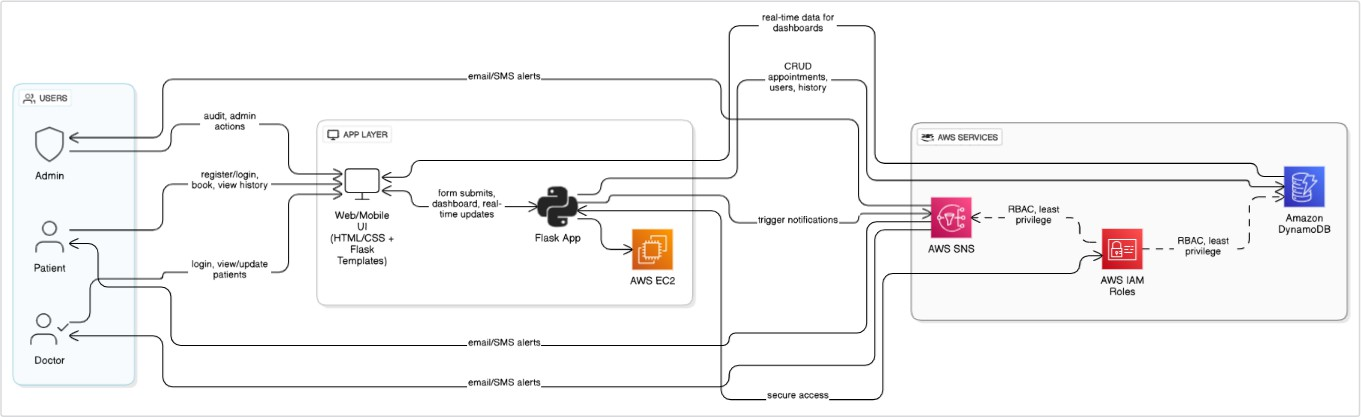 real-time data for
dashboards
email/SMS alerts
CRUD
appointments,
users, history
USERS
audit, admin
actions
APP LAYER
AWS SERVICES
Admin
register/login,
book, view history
form submits,
dashboard, real-
time updates
Web/Mobile
UI
(HTML/CSS +
Flask
Templates)
Flask App
trigger notifications
RBAC, least
privilege
Amazon
DynamoDB
AWS SNS
RBAC, least
privilege
Patient
login, view/update
patients
AWS EC2
AWS IAM
Roles
Doctor
email/SMS alerts
email/SMS alerts
secure access